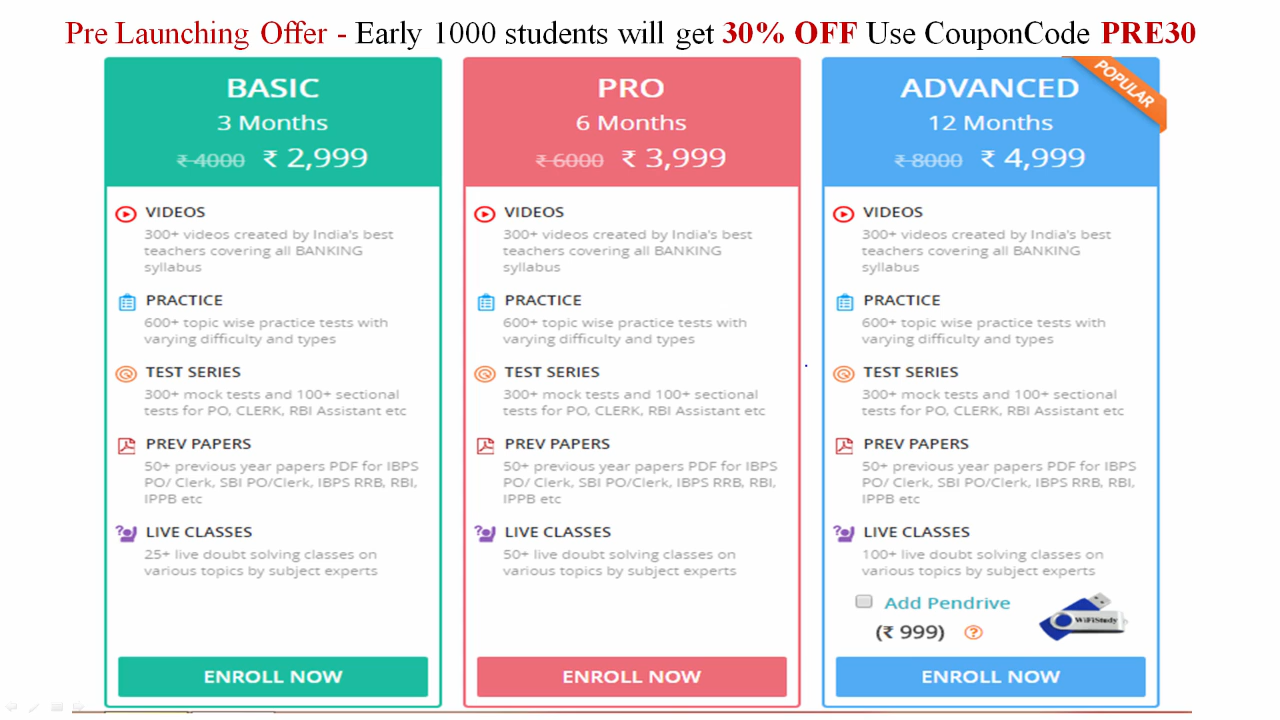 Pre Launching Offer - Early 1000 students will get 30% OFF Use CouponCode PRE30
BASIC
3 Months
₹ 4000 ₹ 2,999
VIDEOS
300+ videos created by India's best
teachers covering all BANKING
syllabus
PRACTICE
600+ topic wise practice tests with
varying difficulty and types
TEST SERIES
300+ mock tests and 100+ sectional
tests for PO, CLERK, RBI Assistant etc
PREV PAPERS
50+ previous year papers PDF for IBPS
PO/ Clerk, SBI PO/Clerk, IBPS RRB, RBI,
IPPB etc
LIVE CLASSES
25+ live doubt solving classes on
various topics by subject experts
ENROLL NOW
PRO
6 Months
₹ 6000 ₹ 3,999
VIDEOS
300+ videos created by India's best
teachers covering all BANKING
syllabus
PRACTICE
600+ topic wise practice tests with
varying difficulty and types
TEST SERIES
300+ mock tests and 100+ sectional
tests for PO, CLERK, RBI Assistant etc
PREV PAPERS
50+ previous year papers PDF for IBPS
PO/ Clerk, SBI PO/Clerk, IBPS RRB, RBI,
IPPB etc
LIVE CLASSES
50+ live doubt solving classes on
various topics by subject experts
ENROLL NOW
POPULAR
ADVANCED
12 Months
₹ 8000 ₹ 4,999
VIDEOS
300+ videos created by India's best
teachers covering all BANKING
syllabus
PRACTICE
600+ topic wise practice tests with
varying difficulty and types
TEST SERIES
300+ mock tests and 100+ sectional
tests for PO, CLERK, RBI Assistant etc
PREV PAPERS
50+ previous year papers PDF for IBPS
PO/ Clerk, SBI PO/Clerk, IBPS RRB, RBI,
IPPB etc
LIVE CLASSES
100+ live doubt solving classes on
various topics by subject experts
Add Pendrive
(₹ 999) ?
WiFiStudy
ENROLL NOW